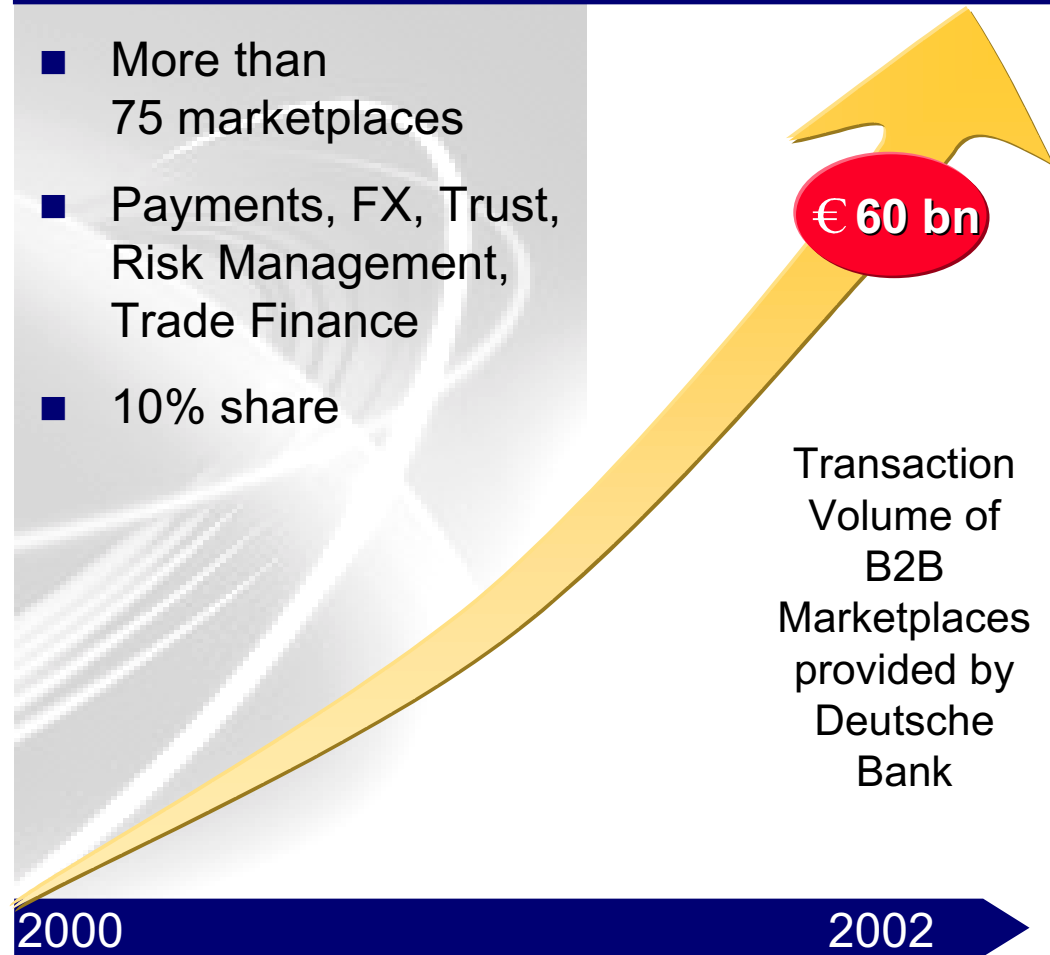 ■ More than
75 marketplaces
■ Payments, FX, Trust,
Risk Management,
Trade Finance
■ 10% share
€ 60 bn
Transaction
Volume of
B2B
Marketplaces
provided by
Deutsche
Bank
2000 2002